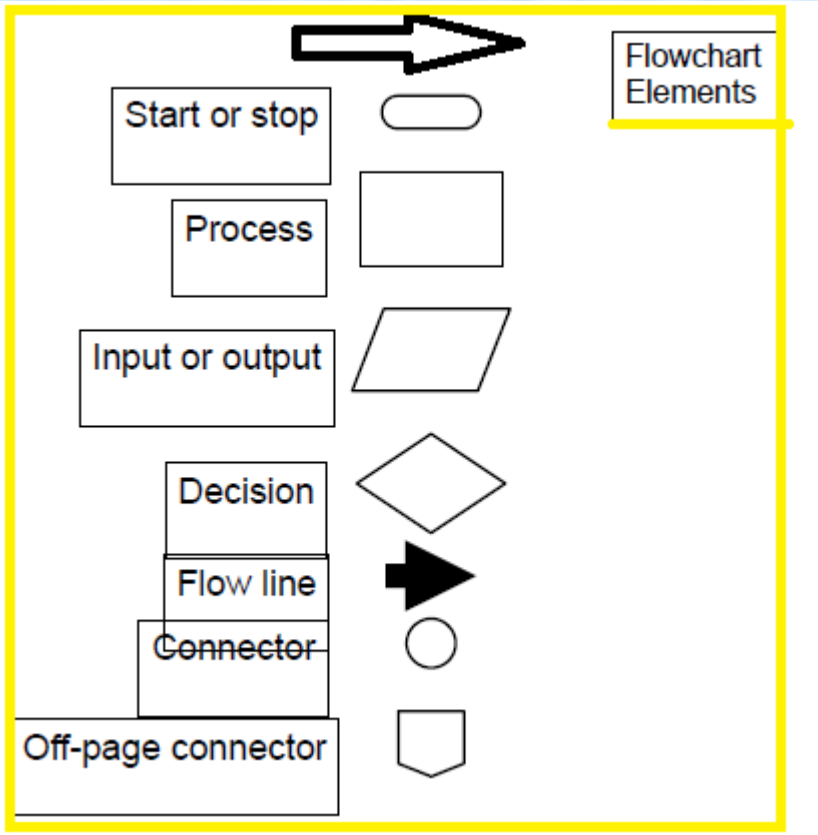 Flowchart
Elements
Start or stop
Process
Input or output
Decision
Flow line
Connector
Off-page connector